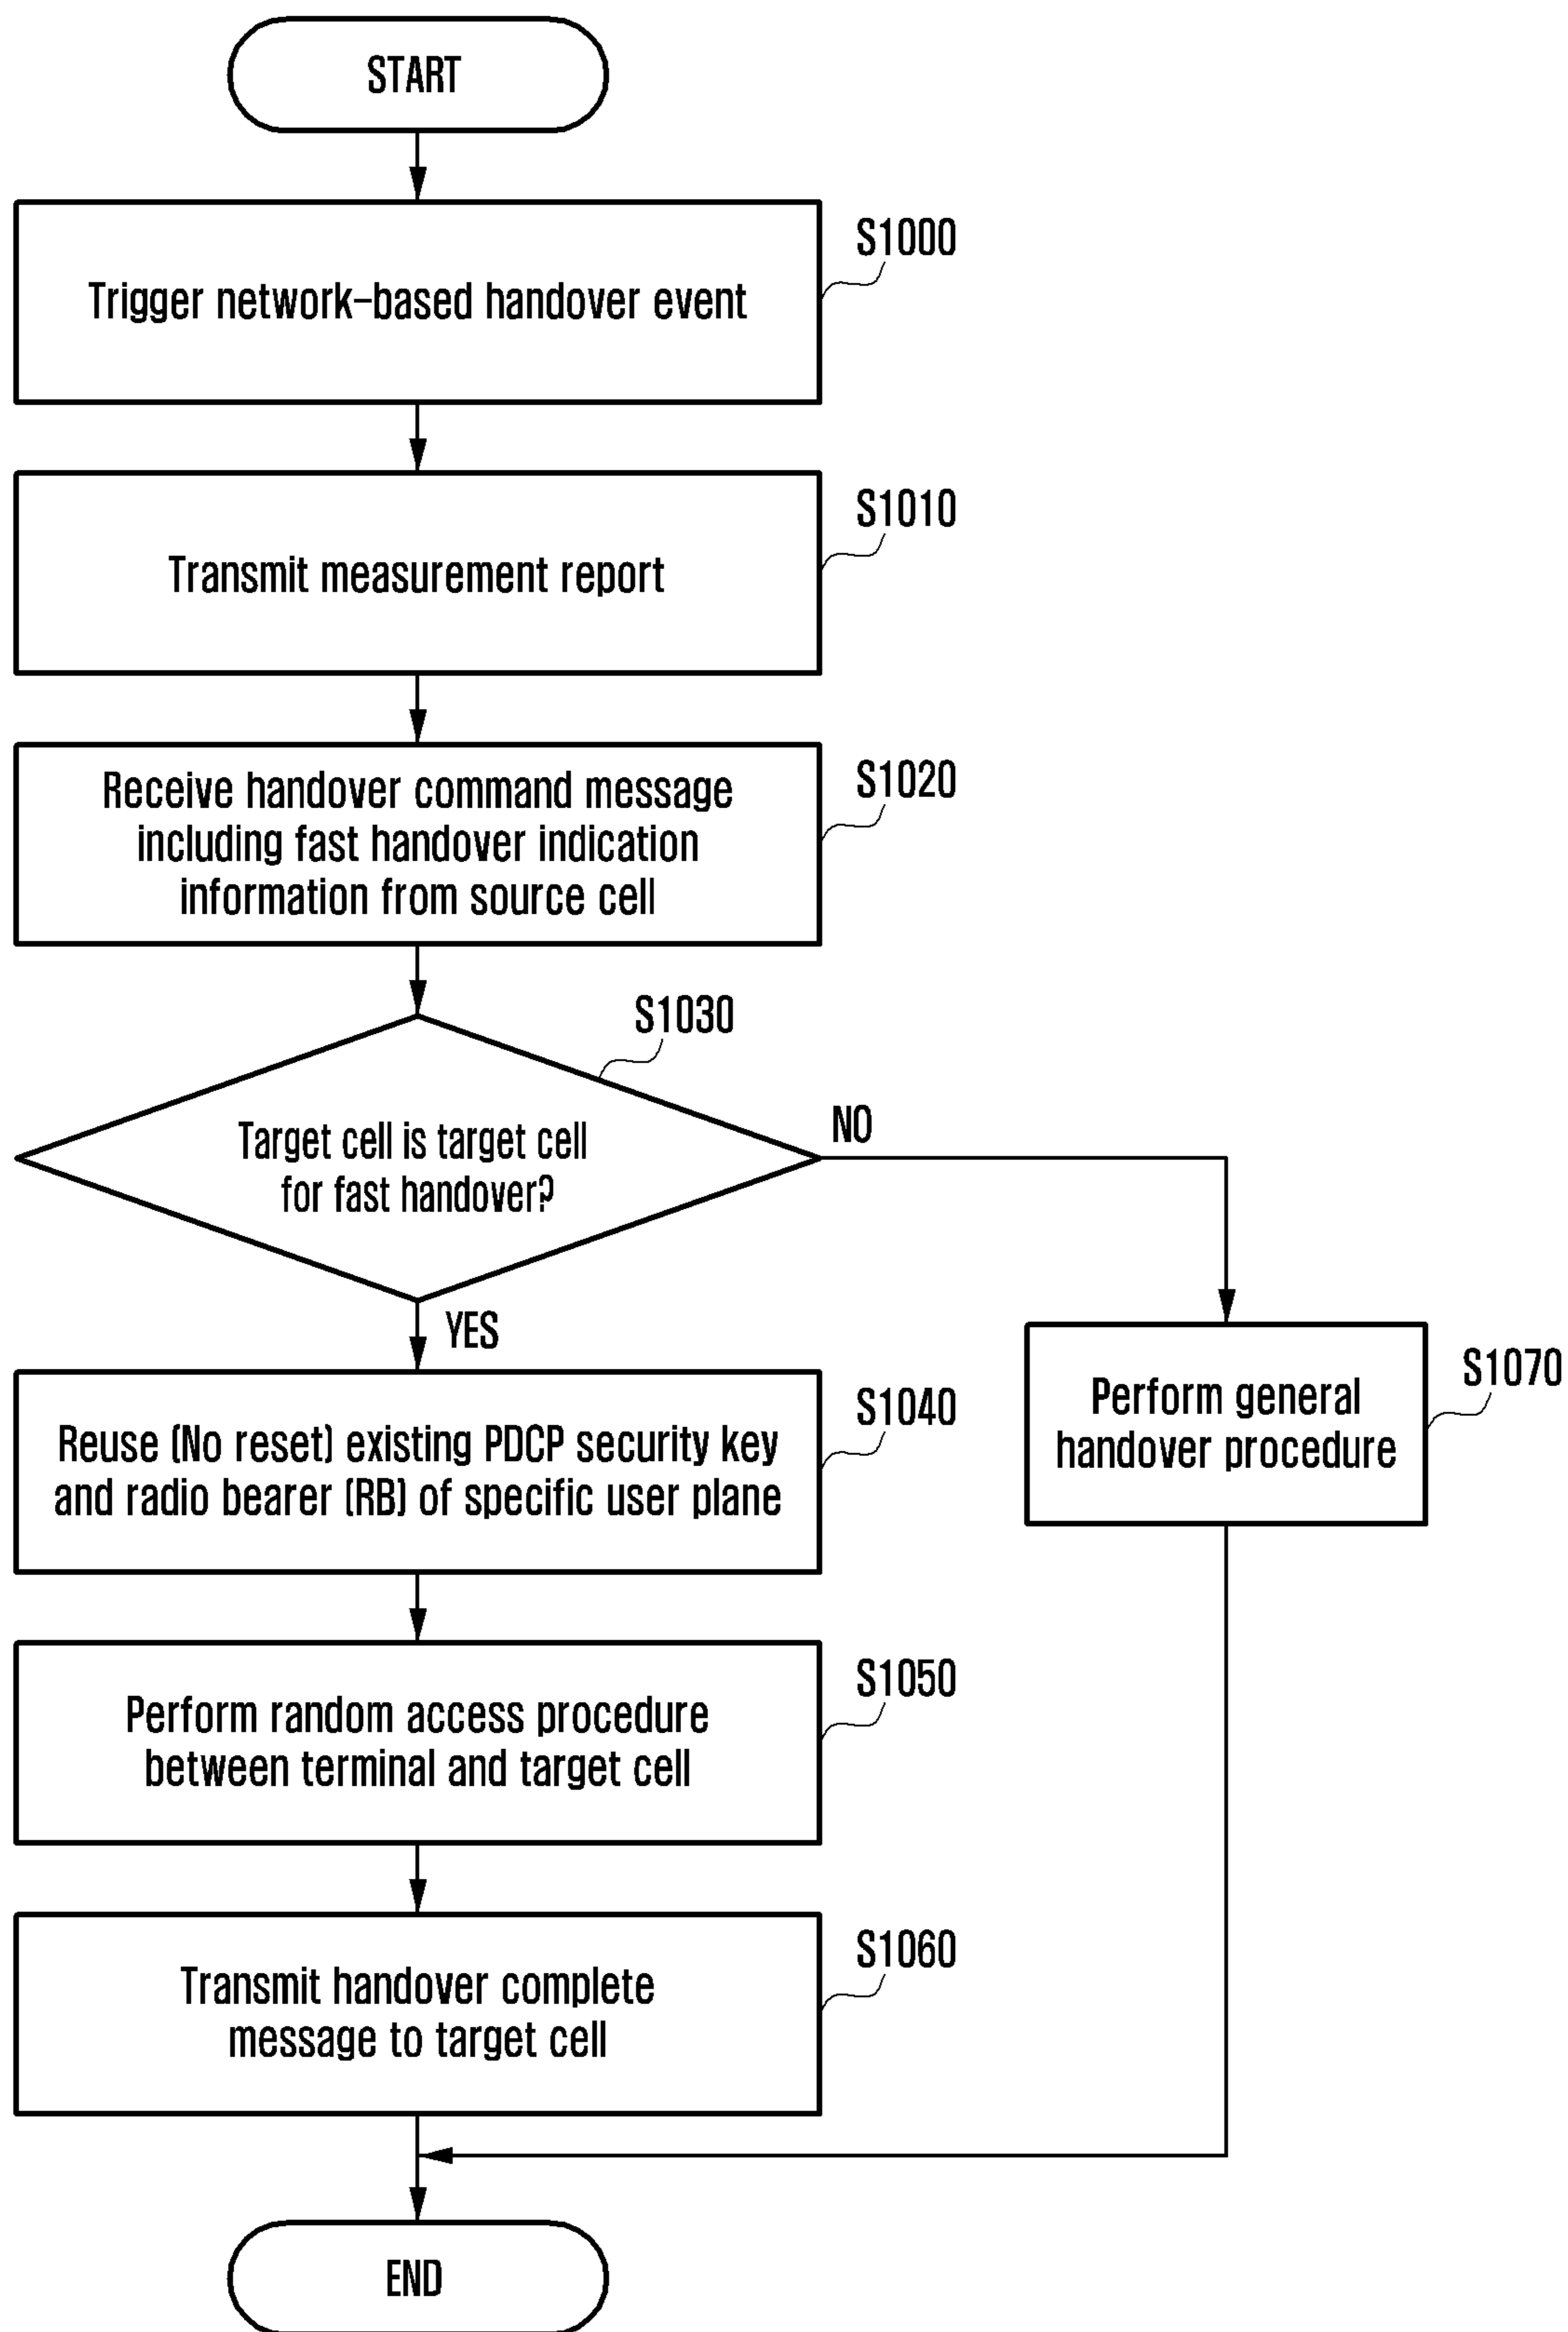 START
S1000
Trigger network-based handover event
S1010
Transmit measurement report
S1020
Receive handover command message
including fast handover indication
information from source cell
S1030
Target cell is target cell
for fast handover?
NO
YES
S1040
Reuse (No reset) existing PDCP security key
and radio bearer (RB) of specific user plane
S1070
Perform general
handover procedure
S1050
Perform random access procedure
between terminal and target cell
S1060
Transmit handover complete
message to target cell
END